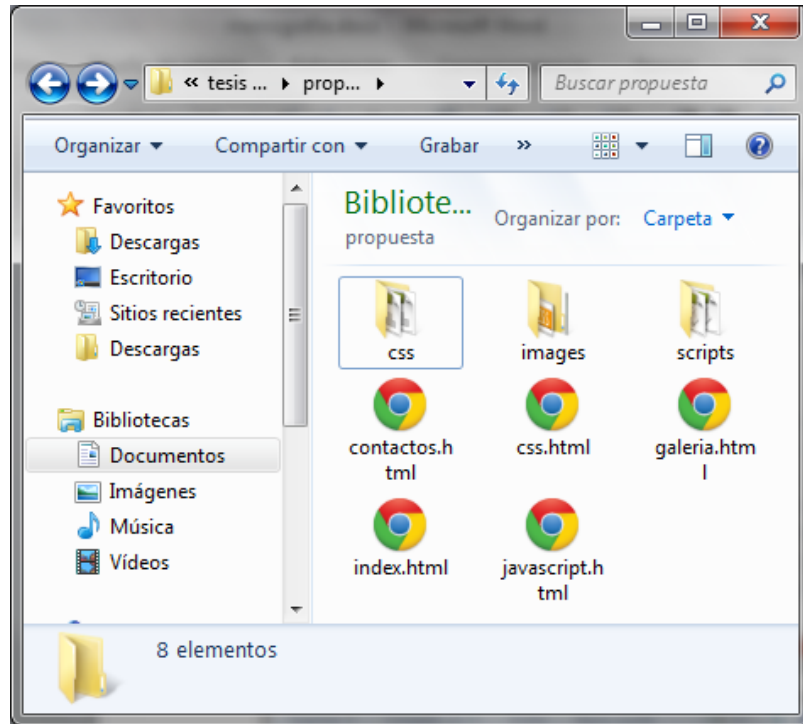 « tesis ... prop...
Buscar propuesta
Organizar Compartir con Grabar »
Favoritos
Descargas
Escritorio
Sitios recientes
Descargas
Bibliotecas
Documentos
Imágenes
Música
Vídeos
Bibliote...
propuesta
Organizar por: Carpeta
css
images
scripts
contactos.h
tml
css.html
galeria.htm
l
index.html
javascript.h
tml
8 elementos